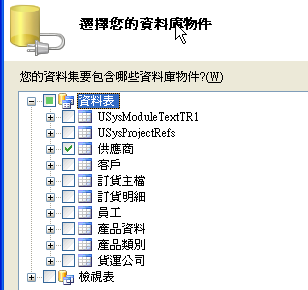 選擇您的資料庫物件
您的資料集要包含哪些資料庫物件?(W)
資料表
USysModuleTextTR1
USysProjectRefs
供應商
客戶
訂貨主檔
訂貨明細
員工
產品資料
產品類別
貨運公司
檢視表